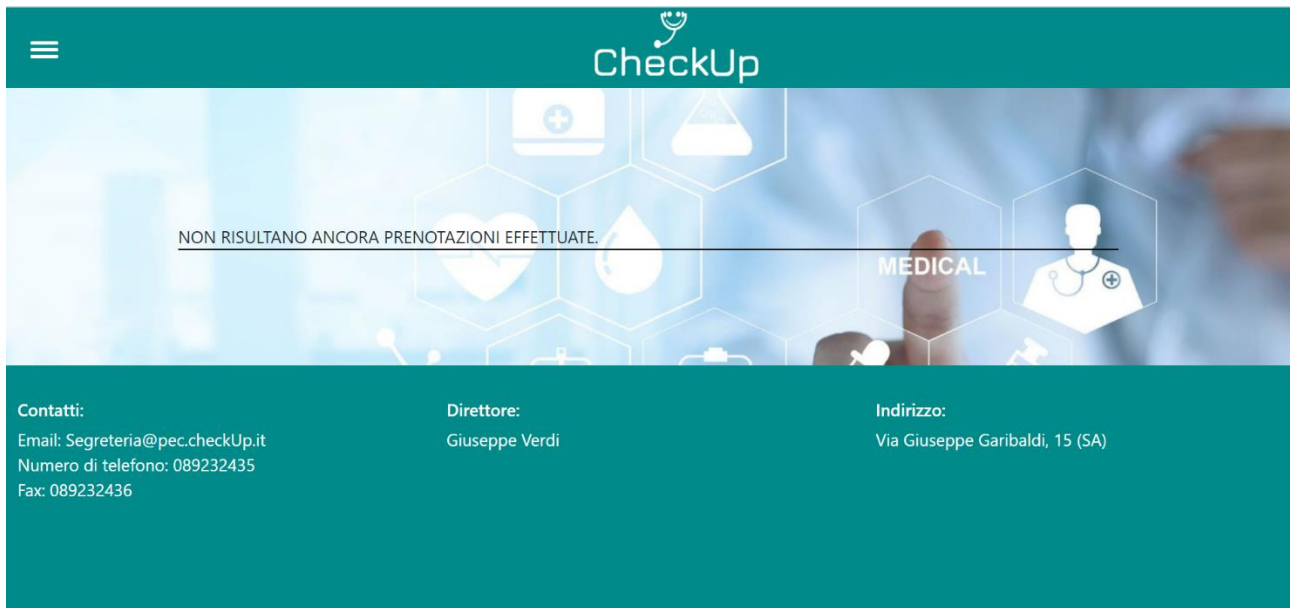 CheckUp
NON RISULTANO ANCORA PRENOTAZIONI EFFETTUATE.
MEDICAL
Contatti:
Email: Segreteria@pec.checkUp.it
Numero di telefono: 089232435
Fax: 089232436
Direttore:
Giuseppe Verdi
Indirizzo:
Via Giuseppe Garibaldi, 15 (SA)